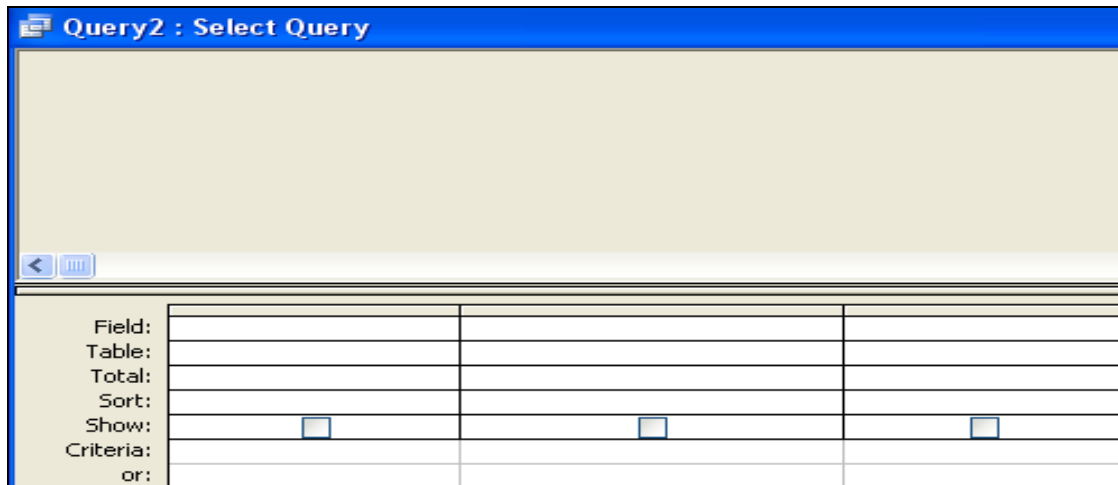 Query2 : Select Query
Field:
Table:
Total:
Sort:
Show:
Criteria:
or: